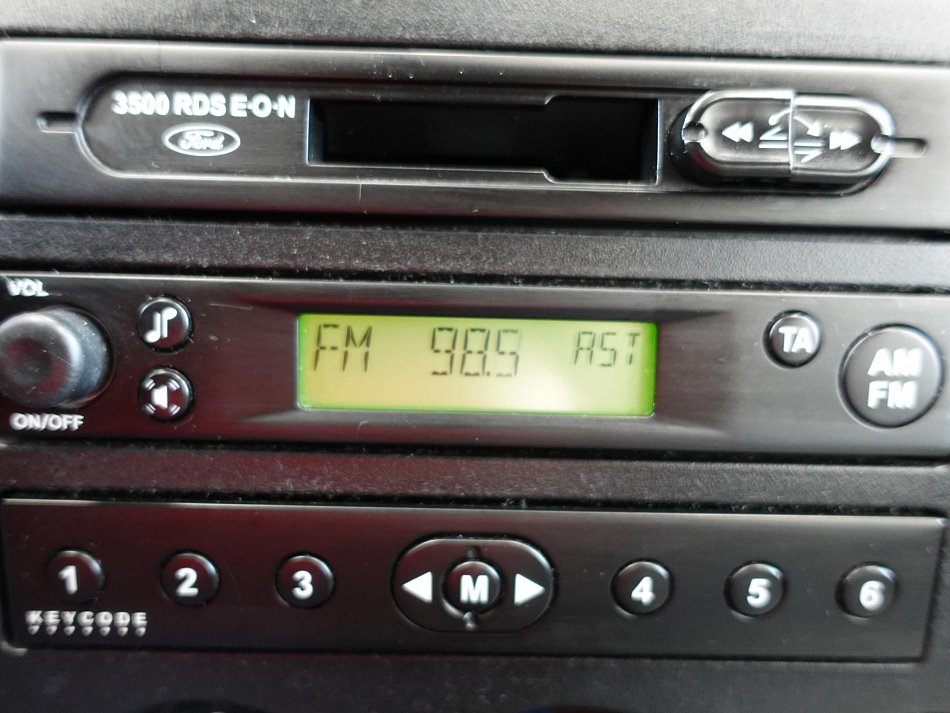 3500 RDS E·O·N
Ford
VOL
ON/OFF
FM 98.5 AST
TA
AM
FM
1 2 3 M 4 5 6
KEYCODE